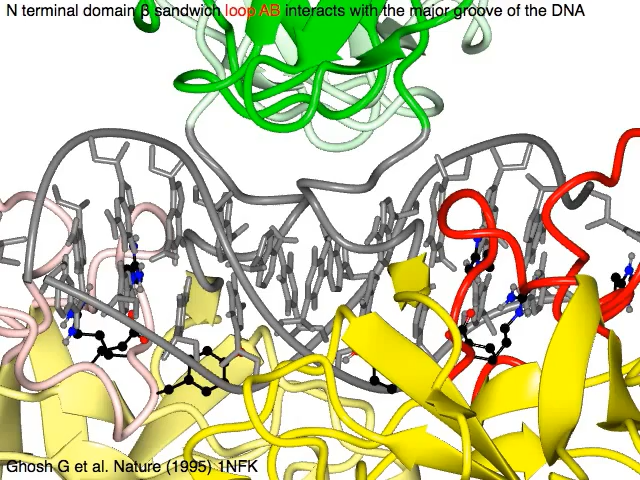 N terminal domain β sandwich loop AB interacts with the major groove of the DNA
Ghosh G et al. Nature (1995) 1NFK